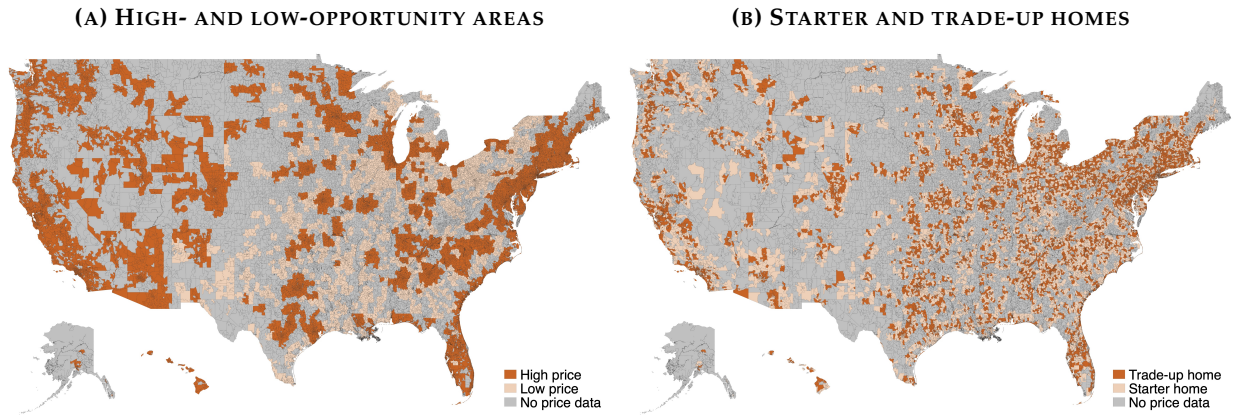 (A) HIGH- AND LOW-OPPORTUNITY AREAS
High price
Low price
No price data
(B) STARTER AND TRADE-UP HOMES
Trade-up home
Starter home
No price data